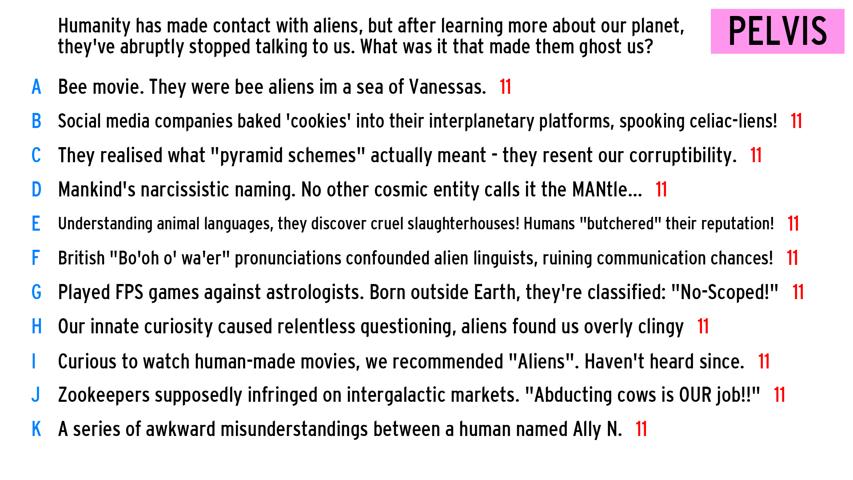 Humanity has made contact with aliens, but after learning more about our planet,
they've abruptly stopped talking to us. What was it that made them ghost us?
PELVIS
A Bee movie. They were bee aliens im a sea of Vanessas. 11
B Social media companies baked 'cookies' into their interplanetary platforms, spooking celiac-liens! 11
C They realised what "pyramid schemes" actually meant - they resent our corruptibility. 11
D Mankind's narcissistic naming. No other cosmic entity calls it the MANtle... 11
E Understanding animal languages, they discover cruel slaughterhouses! Humans "butchered" their reputation! 11
F British "Bo'oh o' wa'er" pronunciations confounded alien linguists, ruining communication chances! 11
G Played FPS games against astrologists. Born outside Earth, they're classified: "No-Scoped!" 11
H Our innate curiosity caused relentless questioning, aliens found us overly clingy 11
I Curious to watch human-made movies, we recommended "Aliens". Haven't heard since. 11
J Zookeepers supposedly infringed on intergalactic markets. "Abducting cows is OUR job!!" 11
K A series of awkward misunderstandings between a human named Ally N. 11